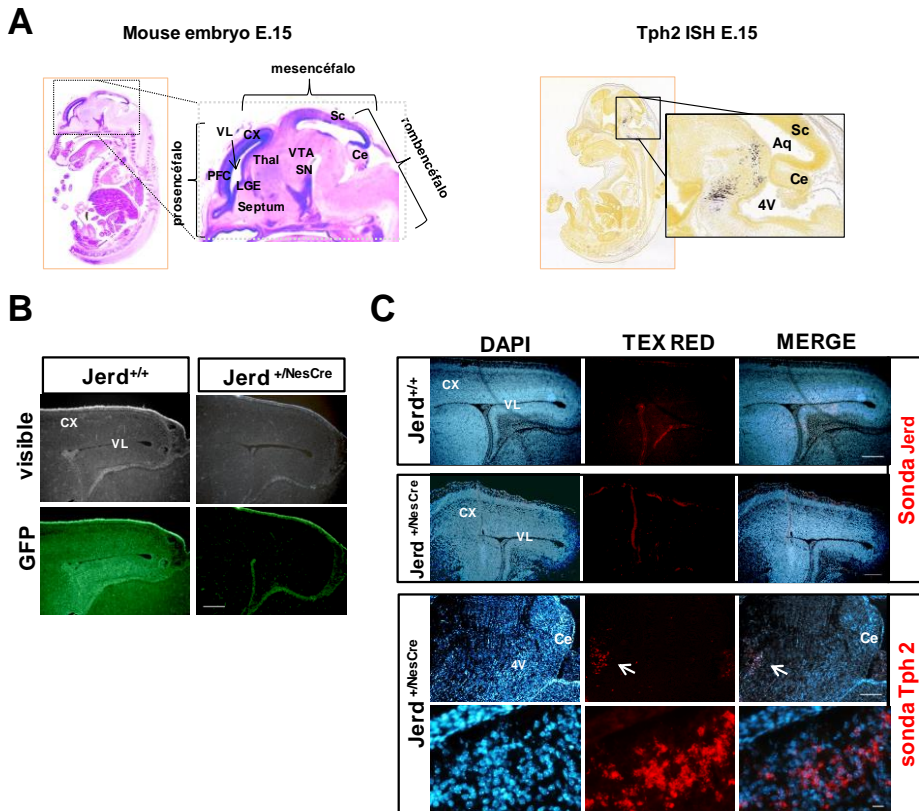 A
Mouse embryo E.15
Tph2 ISH E.15
mesencéfalo
prosencéfalo
rombencéfalo
VL
CX
Sc
Thal
VTA
Ce
PFC
LGE
SN
Septum
Sc
Aq
Ce
4V
B
Jerd+/+
Jerd +/NesCre
visible
CX
VL
GFP
C
DAPI
TEX RED
MERGE
Jerd+/+
CX
VL
Jerd +/NesCre
CX
VL
Sonda Jerd
Jerd +/NesCre
4V
Ce
Ce
sonda Tph 2